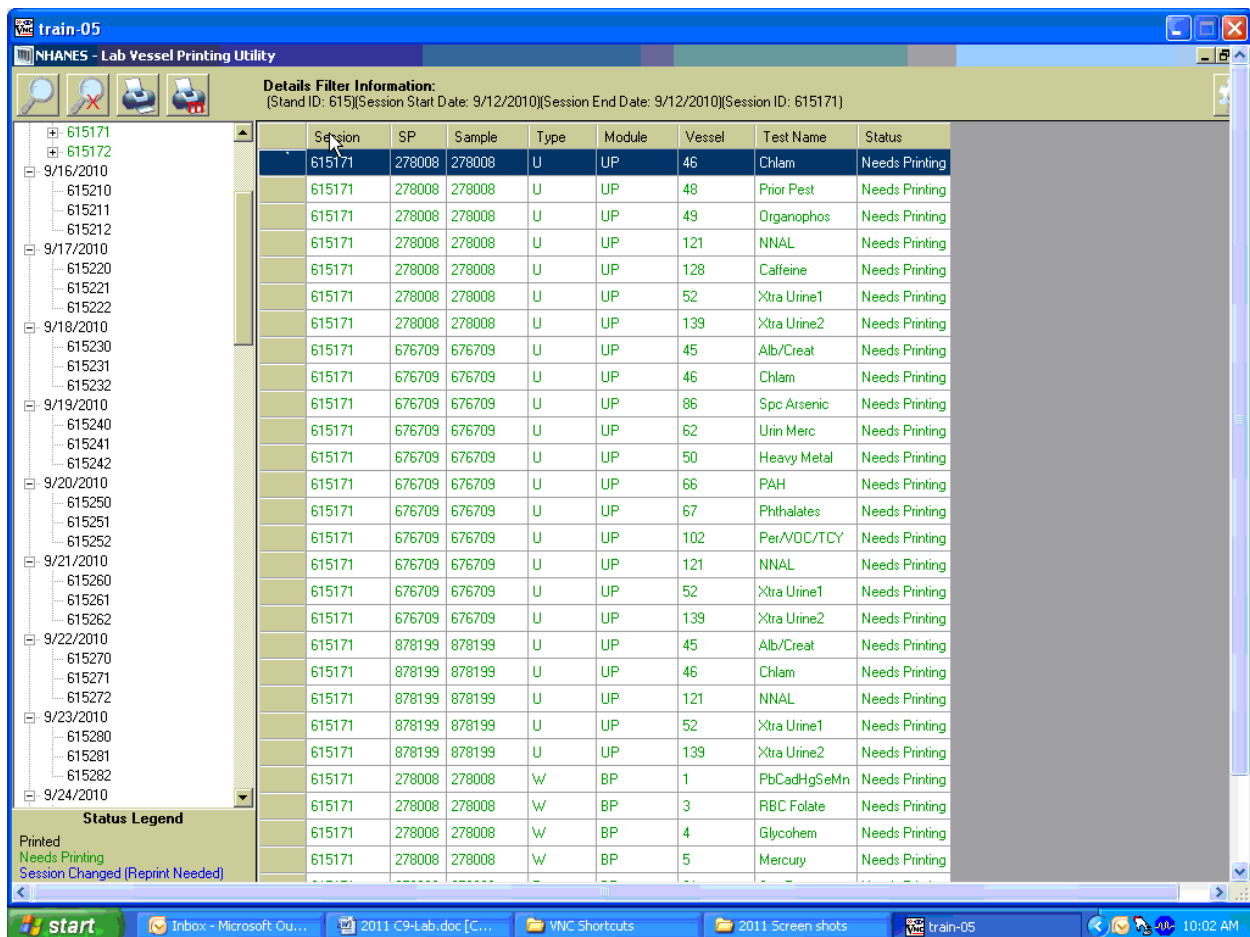 train-05
NHANES - Lab Vessel Printing Utility
Details Filter Information:
(Stand ID: 615)(Session Start Date: 9/12/2010)(Session End Date: 9/12/2010)(Session ID: 615171)
615171
615172
9/16/2010
615210
615211
615212
9/17/2010
615220
615221
615222
9/18/2010
615230
615231
615232
9/19/2010
615240
615241
615242
9/20/2010
615250
615251
615252
9/21/2010
615260
615261
615262
9/22/2010
615270
615271
615272
9/23/2010
615280
615281
615282
9/24/2010
Status Legend
Printed
Needs Printing
Session Changed (Reprint Needed)
Session SP Sample Type Module Vessel Test Name Status
615171 278008 278008 U UP 46 Chlam Needs Printing
615171 278008 278008 U UP 48 Prior Pest Needs Printing
615171 278008 278008 U UP 49 Organophos Needs Printing
615171 278008 278008 U UP 121 NNAL Needs Printing
615171 278008 278008 U UP 128 Caffeine Needs Printing
615171 278008 278008 U UP 52 Xtra Urine1 Needs Printing
615171 278008 278008 U UP 139 Xtra Urine2 Needs Printing
615171 676709 676709 U UP 45 Alb/Creat Needs Printing
615171 676709 676709 U UP 46 Chlam Needs Printing
615171 676709 676709 U UP 86 Spc Arsenic Needs Printing
615171 676709 676709 U UP 62 Urin Merc Needs Printing
615171 676709 676709 U UP 50 Heavy Metal Needs Printing
615171 676709 676709 U UP 66 PAH Needs Printing
615171 676709 676709 U UP 67 Phthalates Needs Printing
615171 676709 676709 U UP 102 Per/VOC/TCY Needs Printing
615171 676709 676709 U UP 121 NNAL Needs Printing
615171 676709 676709 U UP 52 Xtra Urine1 Needs Printing
615171 676709 676709 U UP 139 Xtra Urine2 Needs Printing
615171 878199 878199 U UP 45 Alb/Creat Needs Printing
615171 878199 878199 U UP 46 Chlam Needs Printing
615171 878199 878199 U UP 121 NNAL Needs Printing
615171 878199 878199 U UP 52 Xtra Urine1 Needs Printing
615171 878199 878199 U UP 139 Xtra Urine2 Needs Printing
615171 278008 278008 W BP 1 PbCadHgSeMn Needs Printing
615171 278008 278008 W BP 3 RBC Folate Needs Printing
615171 278008 278008 W BP 4 Glycohem Needs Printing
615171 278008 278008 W BP 5 Mercury Needs Printing
start Inbox - Microsoft Ou... 2011 C9-Lab.doc [C... VNC Shortcuts 2011 Screen shots train-05 10:02 AM